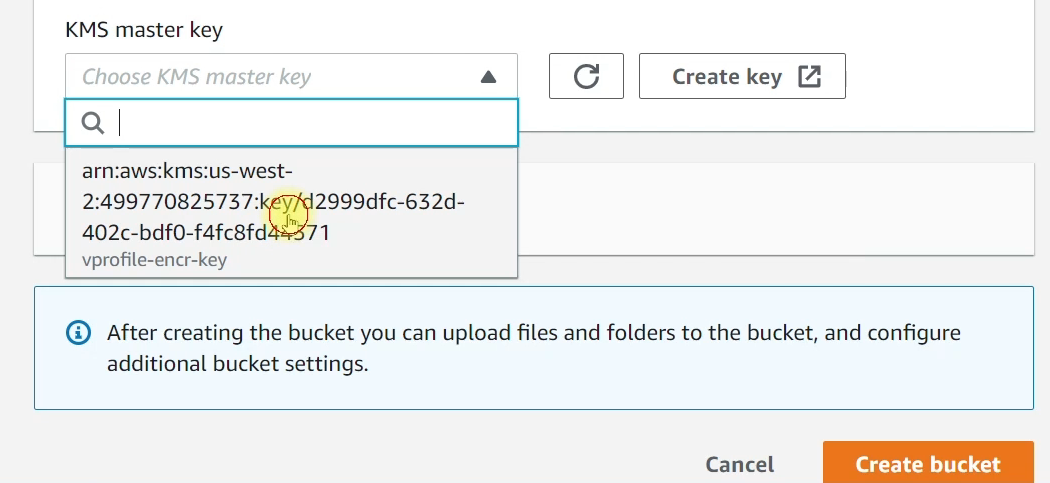 KMS master key
Choose KMS master key
Create key
arn:aws:kms:us-west-
2:499770825737:key/d2999dfc-632d-
402c-bdf0-f4fc8fd44371
vprofile-encr-key
After creating the bucket you can upload files and folders to the bucket, and configure
additional bucket settings.
Cancel
Create bucket